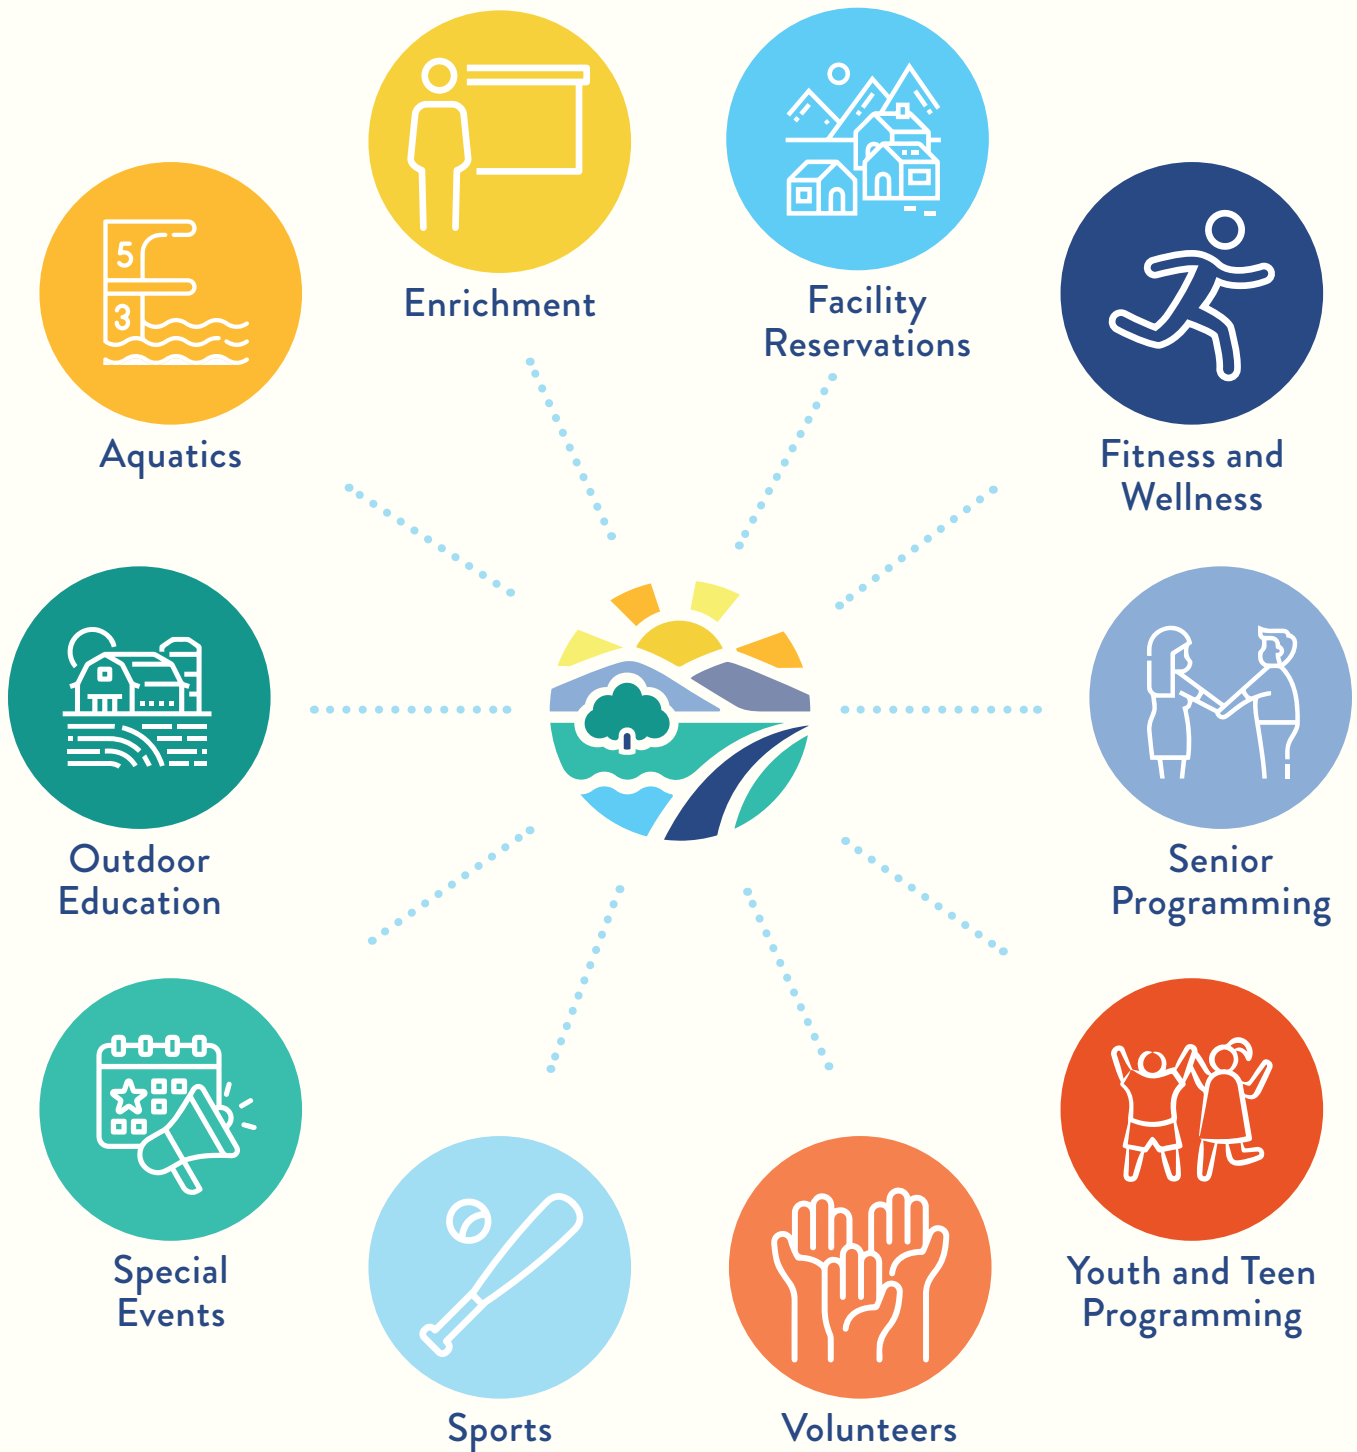 Enrichment
Facility
Reservations
5
3
Aquatics
Fitness and
Wellness
Outdoor
Education
Senior
Programming
Special
Events
Youth and Teen
Programming
Sports
Volunteers